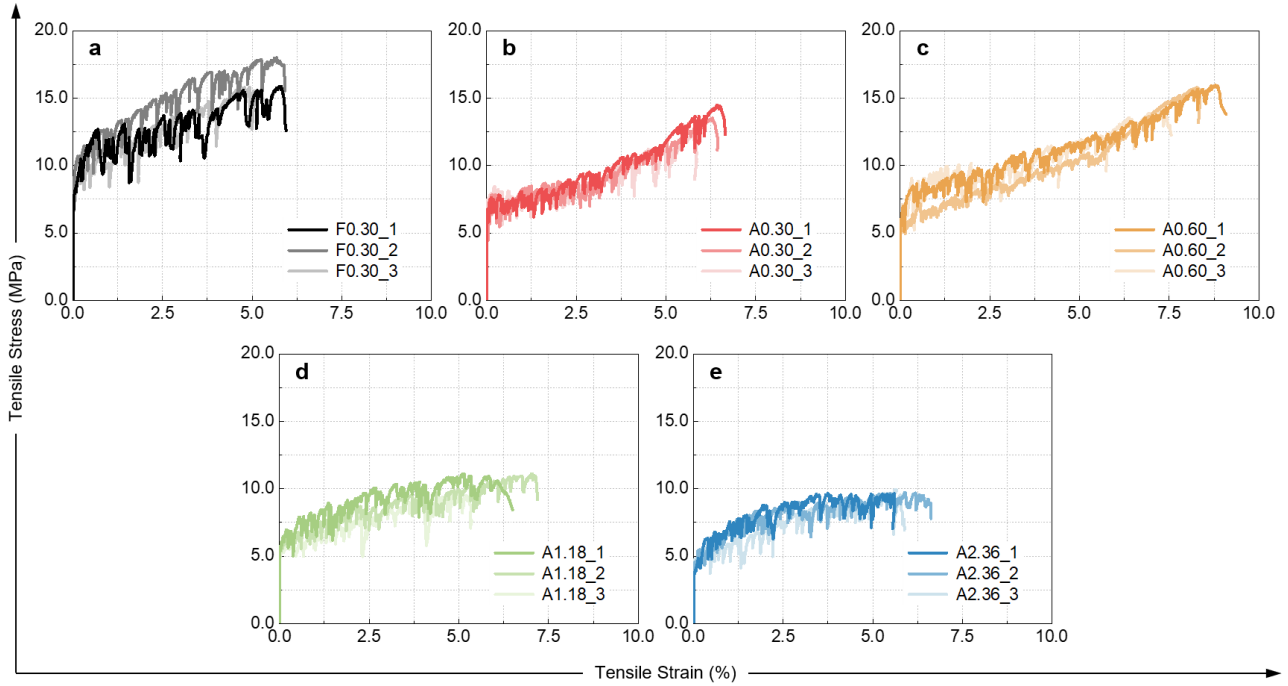 Tensile Stress (MPa)
a
20.0
15.0
10.0
5.0
0.0
0.0
2.5
5.0
7.5
10.0
F0.30_1
F0.30_2
F0.30_3
b
20.0
15.0
10.0
5.0
0.0
0.0
2.5
5.0
7.5
10.0
A0.30_1
A0.30_2
A0.30_3
c
20.0
15.0
10.0
5.0
0.0
0.0
2.5
5.0
7.5
10.0
A0.60_1
A0.60_2
A0.60_3
d
20.0
15.0
10.0
5.0
0.0
0.0
2.5
5.0
7.5
10.0
A1.18_1
A1.18_2
A1.18_3
e
20.0
15.0
10.0
5.0
0.0
0.0
2.5
5.0
7.5
10.0
A2.36_1
A2.36_2
A2.36_3
Tensile Strain (%)